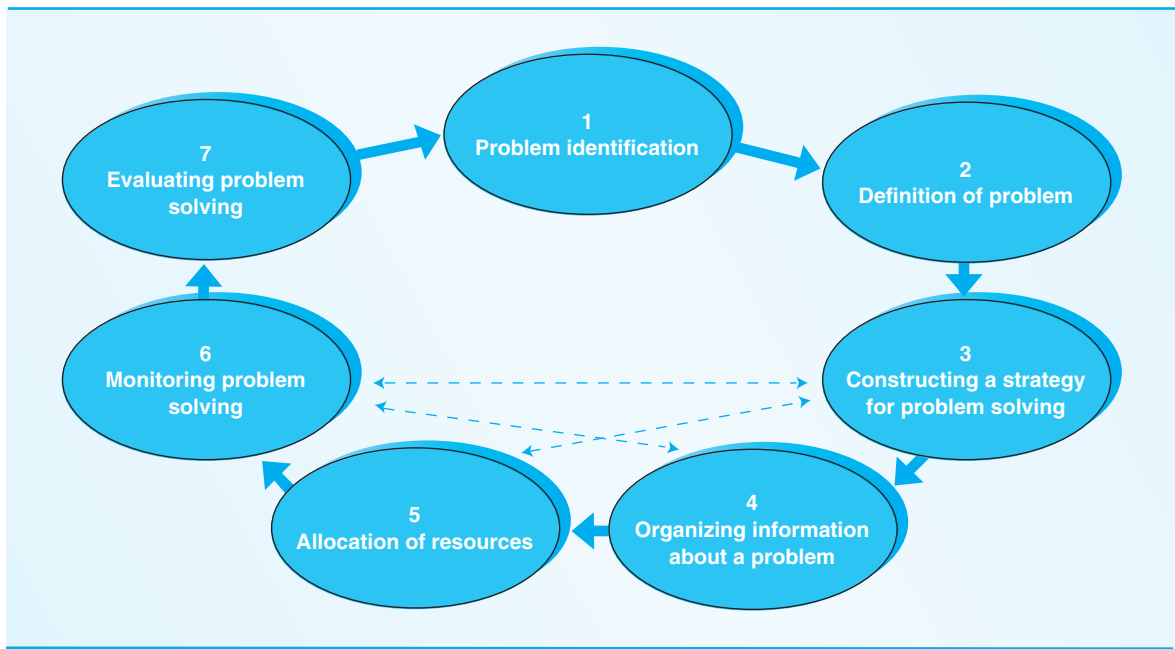 1
Problem identification
2
Definition of problem
3
Constructing a strategy
for problem solving
4
Organizing information
about a problem
5
Allocation of resources
6
Monitoring problem
solving
7
Evaluating problem
solving